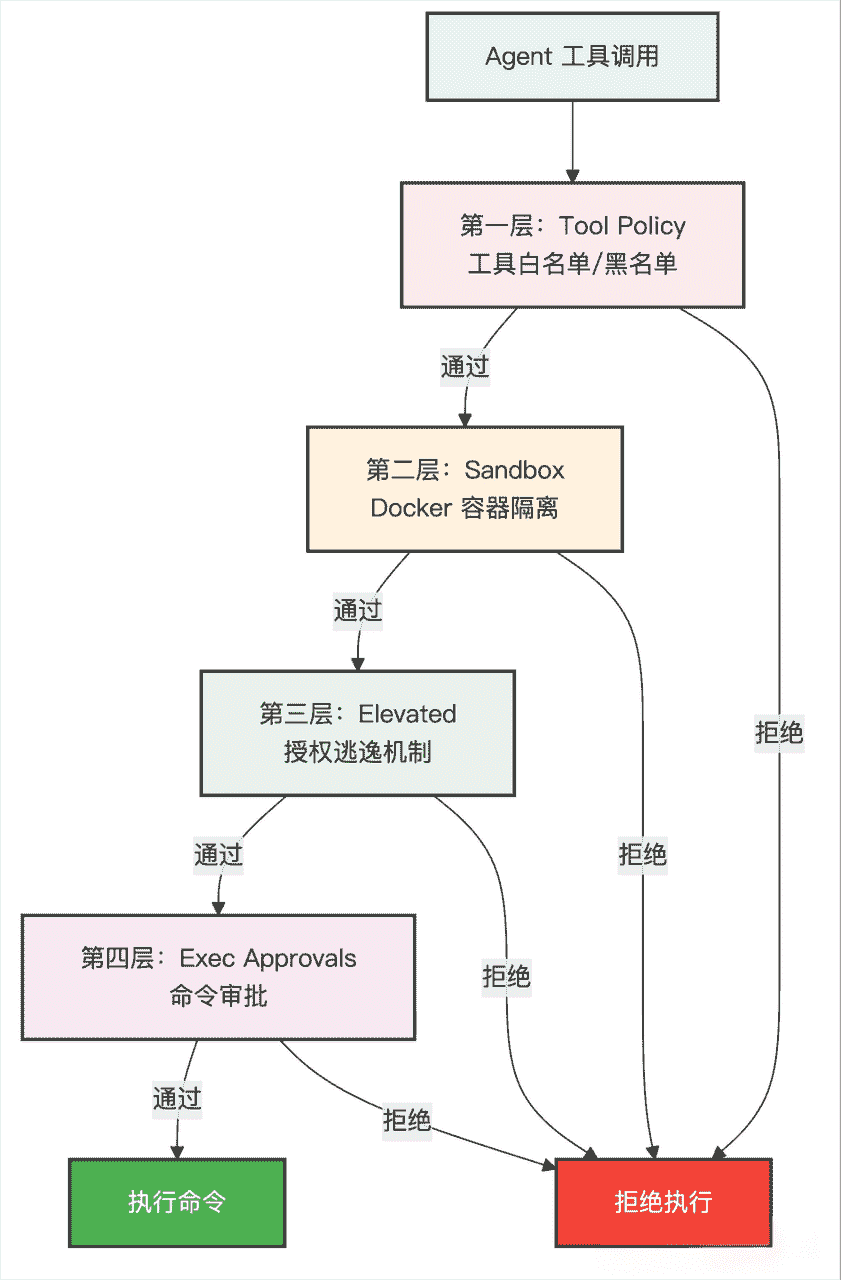 Agent 工具调用
第一层：Tool Policy
工具白名单/黑名单
通过
第二层：Sandbox
Docker 容器隔离
通过
第三层：Elevated
授权逃逸机制
拒绝
通过
拒绝
第四层：Exec Approvals
命令审批
拒绝
通过
拒绝
执行命令
拒绝执行